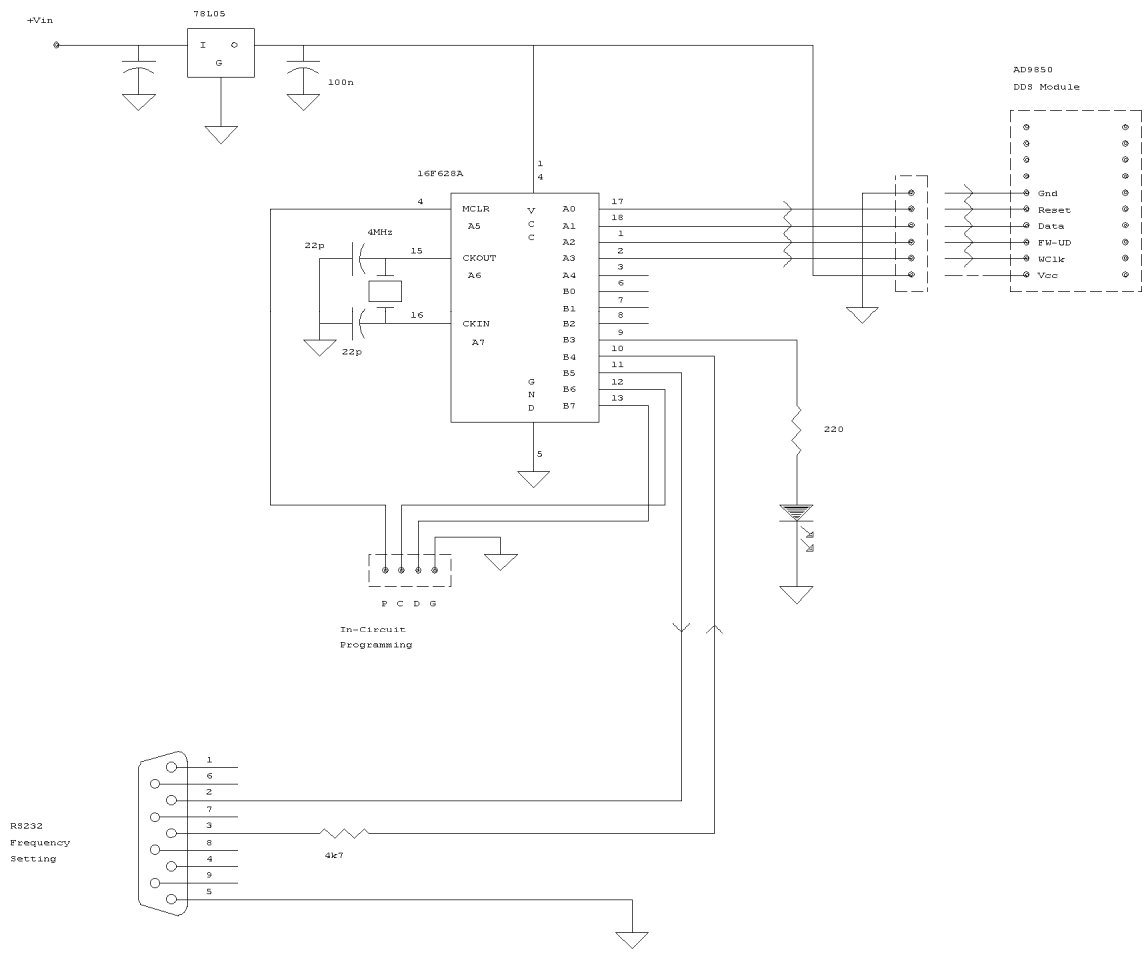 +Vin
78L05
I O
G
100n
AD9850
DDS Module
16F628A
1
4
4
MCLR
A5
V
C
C
4MHz
22p
15
CKOUT
A6
22p
16
CKIN
A7
G
N
D
A0 17
A1 18
A2 1
A3 2
A4 3
B0 6
B1 7
B2 8
B3 9
B4 10
B5 11
B6 12
B7 13
5
Gnd
Reset
Data
FW-UD
WClk
Vcc
220
P C D G
In-Circuit
Programming
RS232
Frequency
Setting
1
6
2
7
3
8
4
9
5
4k7